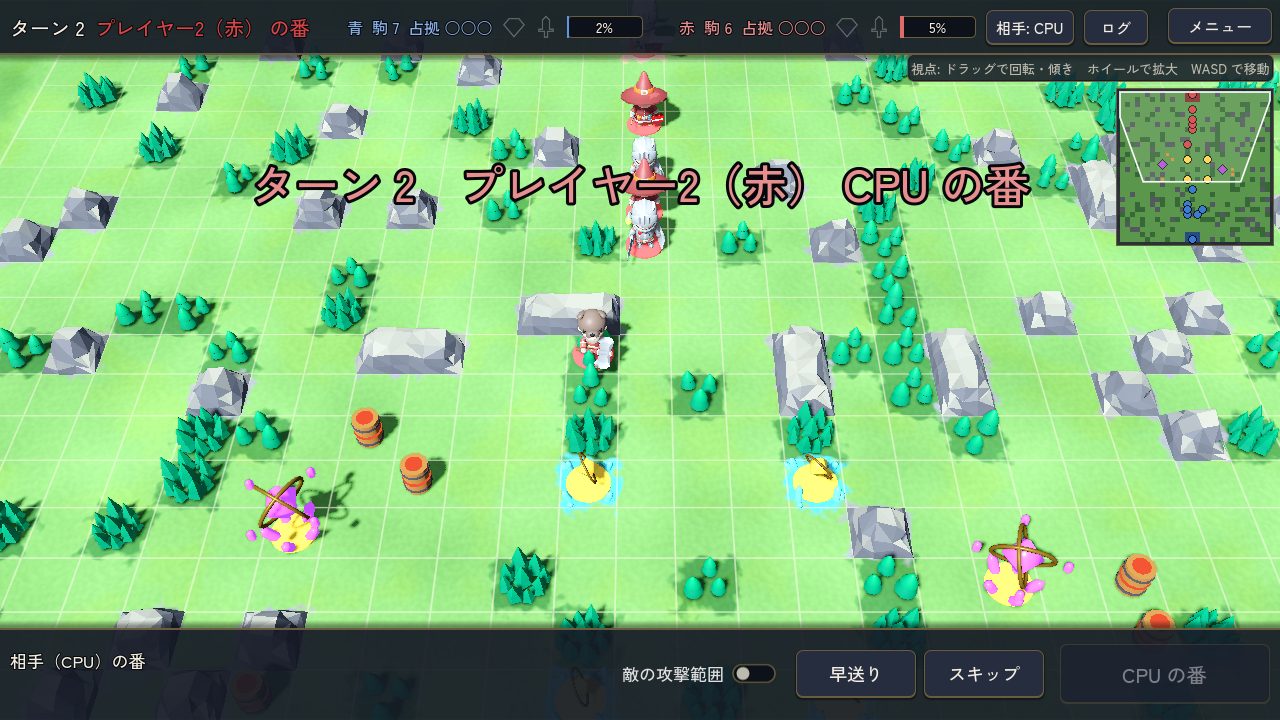 ターン 2 プレイヤー2（赤） の番
青 駒 7 占拠 〇〇〇 2%
赤 駒 6 占拠 〇〇〇 5%
相手: CPU
ログ
メニュー
視点: ドラッグで回転・傾き ホイールで拡大 WASD で移動
ターン 2 プレイヤー2（赤） CPU の番
相手（CPU）の番
敵の攻撃範囲
早送り
スキップ
CPU の番